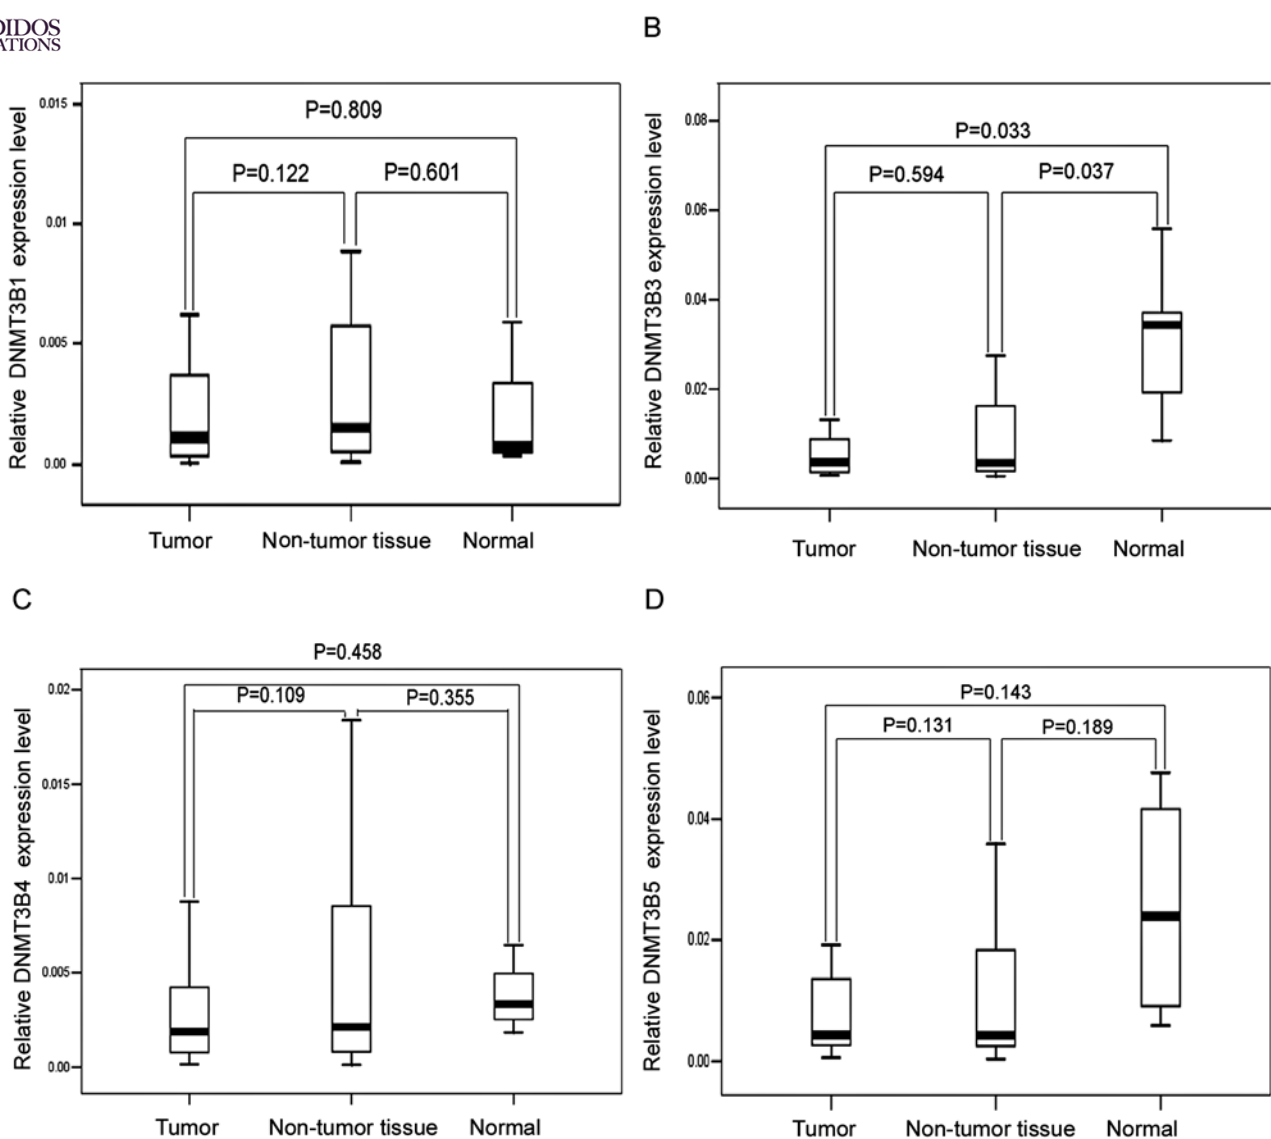 DIDOS
ATIONS
B
Relative DNMT3B1 expression level
0.015
0.01
0.005
0.00
P=0.809
P=0.122
P=0.601
Tumor
Non-tumor tissue
Normal
Relative DNMT3B3 expression level
0.08
0.06
0.04
0.02
0.00
P=0.033
P=0.594
P=0.037
Tumor
Non-tumor tissue
Normal
C
Relative DNMT3B4 expression level
0.02
0.015
0.01
0.005
0.00
P=0.458
P=0.109
P=0.355
Tumor
Non-tumor tissue
Normal
D
Relative DNMT3B5 expression level
0.06
0.04
0.02
0.00
P=0.143
P=0.131
P=0.189
Tumor
Non-tumor tissue
Normal